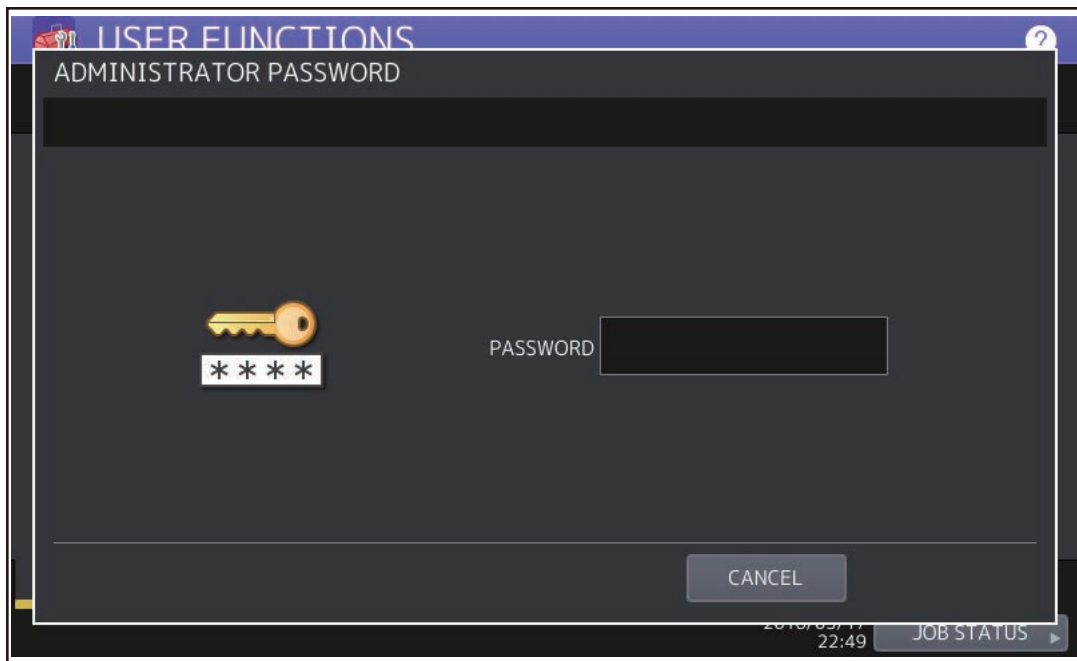 USER FUNCTIONS
?
ADMINISTRATOR PASSWORD
PASSWORD
* * * *
CANCEL
22:49
JOB STATUS